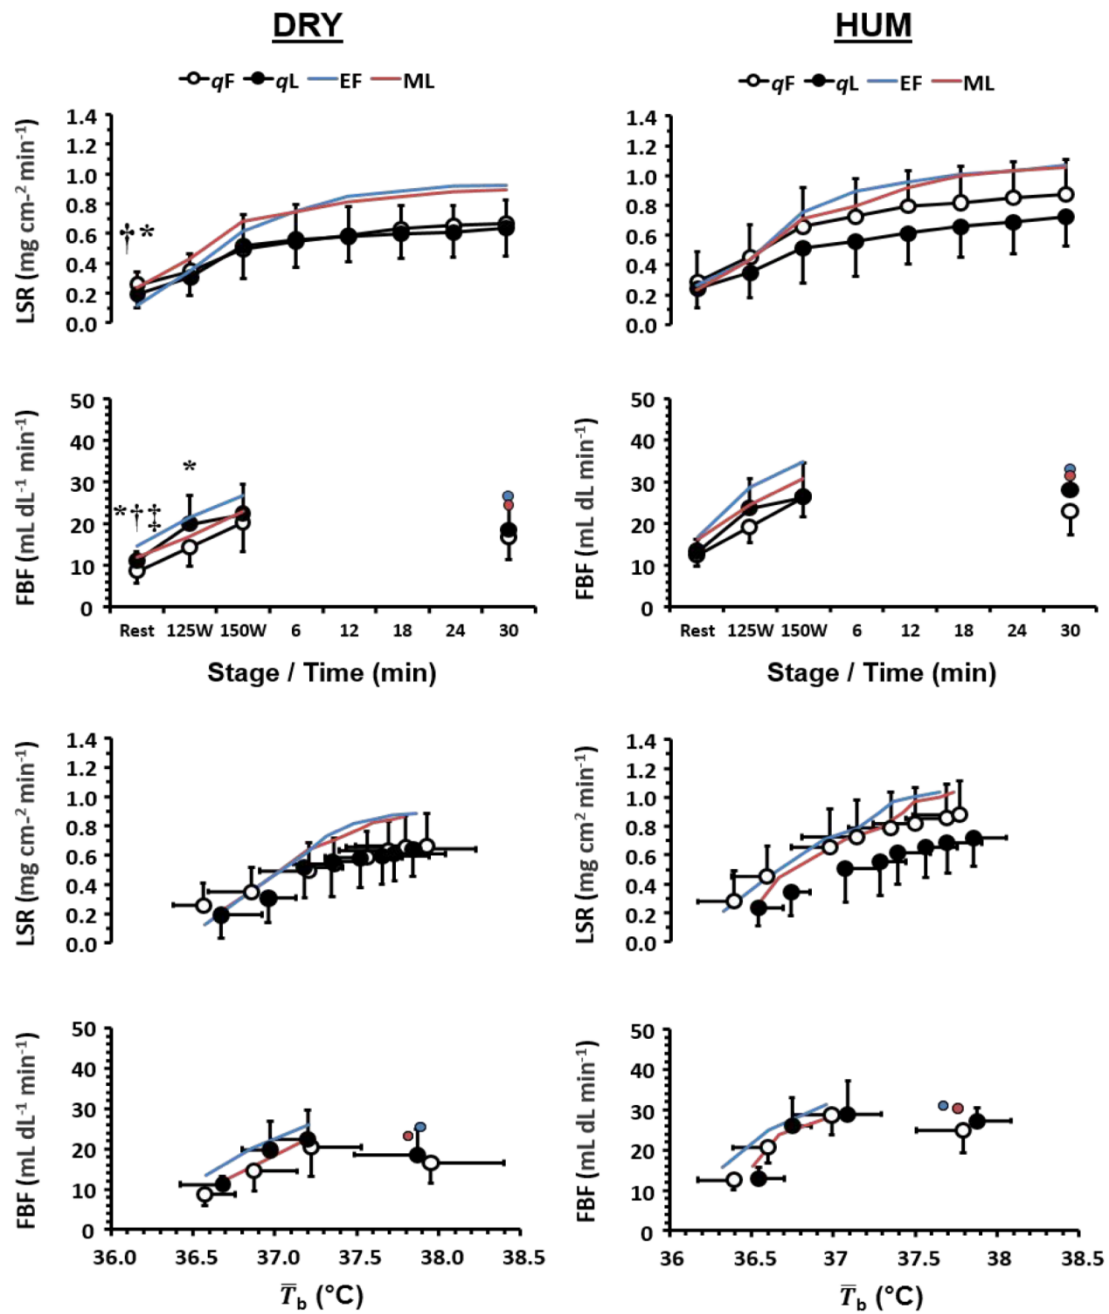 DRY
HUM
qF qL EF ML
qF qL EF ML
LSR (mg cm-² min⁻¹)
1.4
1.2
1.0
0.8
0.6
0.4
0.2
0.0
†*
LSR (mg cm⁻² min⁻¹)
1.4
1.2
1.0
0.8
0.6
0.4
0.2
0.0
FBF (mL dL⁻¹ min⁻¹)
50
40
30
20
10
0
*
*†‡
Rest 125W 150W 6 12 18 24 30
Stage / Time (min)
FBF (mL dL min⁻¹)
50
40
30
20
10
0
Rest 125W 150W 6 12 18 24 30
Stage / Time (min)
LSR (mg cm-² min⁻¹)
1.4
1.2
1.0
0.8
0.6
0.4
0.2
0.0
LSR (mg cm² min⁻¹)
1.4
1.2
1.0
0.8
0.6
0.4
0.2
0.0
FBF (mL dL⁻¹ min⁻¹)
50
40
30
20
10
0
36.0 36.5 37.0 37.5 38.0 38.5
T̅b (°C)
FBF (mL dL min⁻¹)
50
40
30
20
10
0
36 36.5 37 37.5 38 38.5
T̅b (°C)